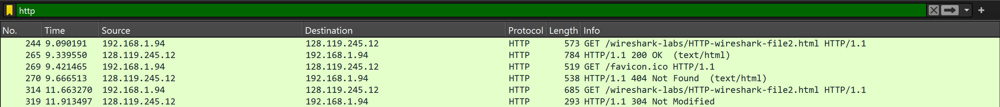 http
No. Time Source Destination Protocol Length Info
244 9.090191 192.168.1.94 128.119.245.12 HTTP 573 GET /wireshark-labs/HTTP-wireshark-file2.html HTTP/1.1
265 9.339550 128.119.245.12 192.168.1.94 HTTP 784 HTTP/1.1 200 OK  (text/html)
269 9.421465 192.168.1.94 128.119.245.12 HTTP 519 GET /favicon.ico HTTP/1.1
270 9.666513 128.119.245.12 192.168.1.94 HTTP 538 HTTP/1.1 404 Not Found  (text/html)
314 11.663270 192.168.1.94 128.119.245.12 HTTP 685 GET /wireshark-labs/HTTP-wireshark-file2.html HTTP/1.1
319 11.913497 128.119.245.12 192.168.1.94 HTTP 293 HTTP/1.1 304 Not Modified